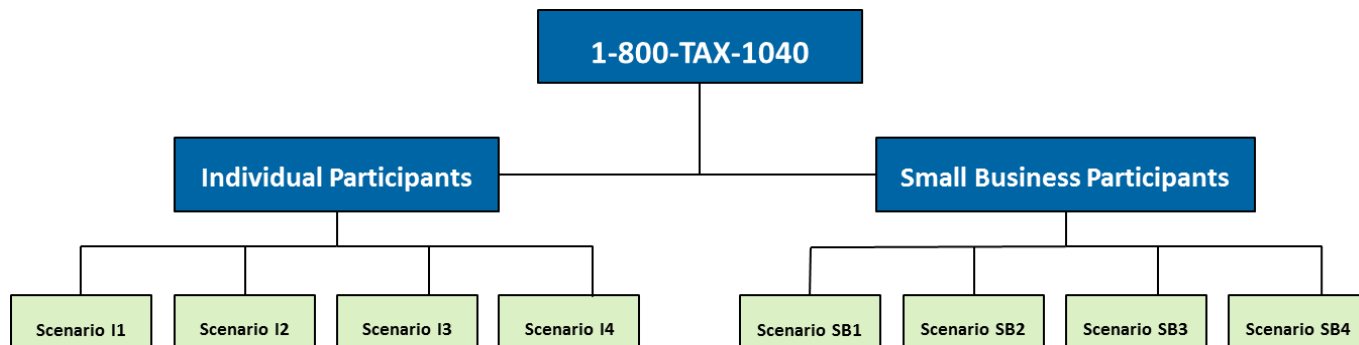 1-800-TAX-1040
Individual Participants
Small Business Participants
Scenario I1
Scenario I2
Scenario I3
Scenario I4
Scenario SB1
Scenario SB2
Scenario SB3
Scenario SB4